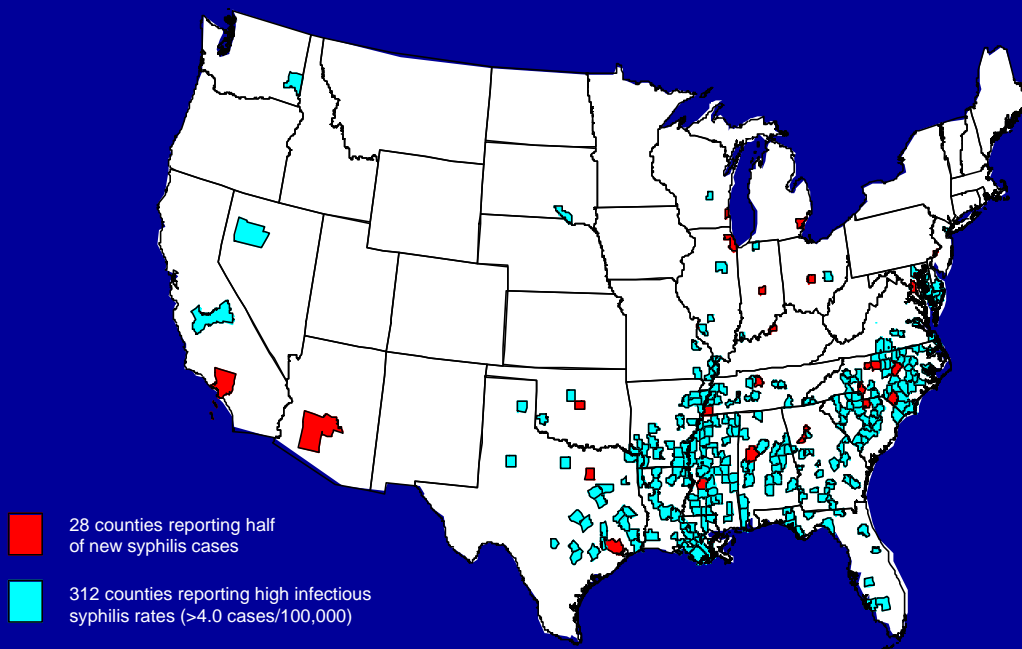 28 counties reporting half
of new syphilis cases
312 counties reporting high infectious
syphilis rates (>4.0 cases/100,000)